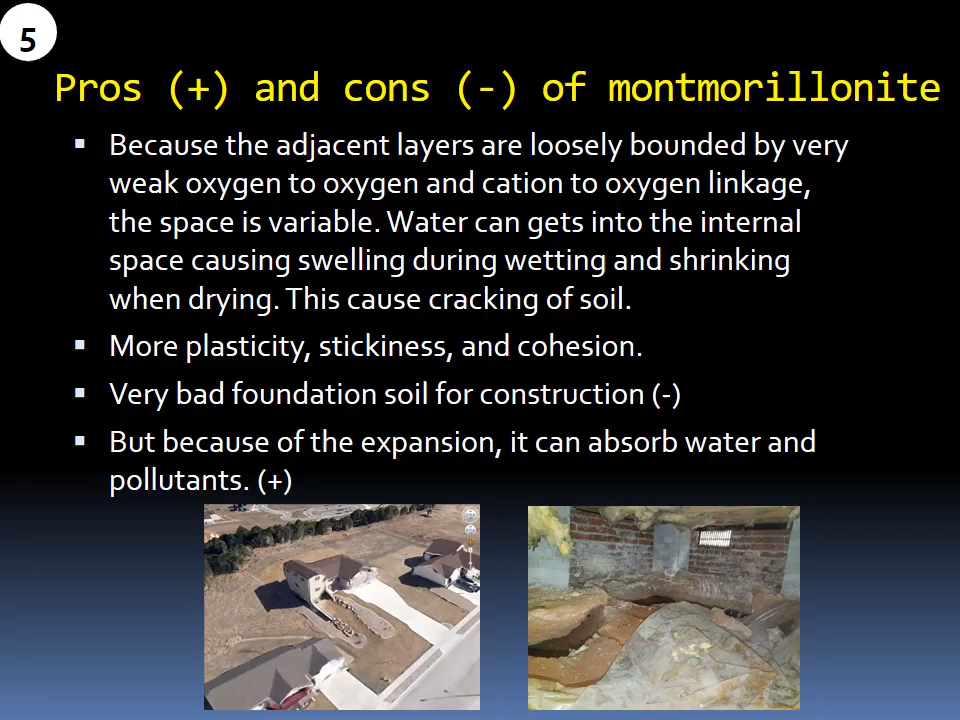 5
Pros (+) and cons (-) of montmorillonite
Because the adjacent layers are loosely bounded by very
weak oxygen to oxygen and cation to oxygen linkage,
the space is variable. Water can gets into the internal
space causing swelling during wetting and shrinking
when drying. This cause cracking of soil.
More plasticity, stickiness, and cohesion.
Very bad foundation soil for construction (-)
But because of the expansion, it can absorb water and
pollutants. (+)